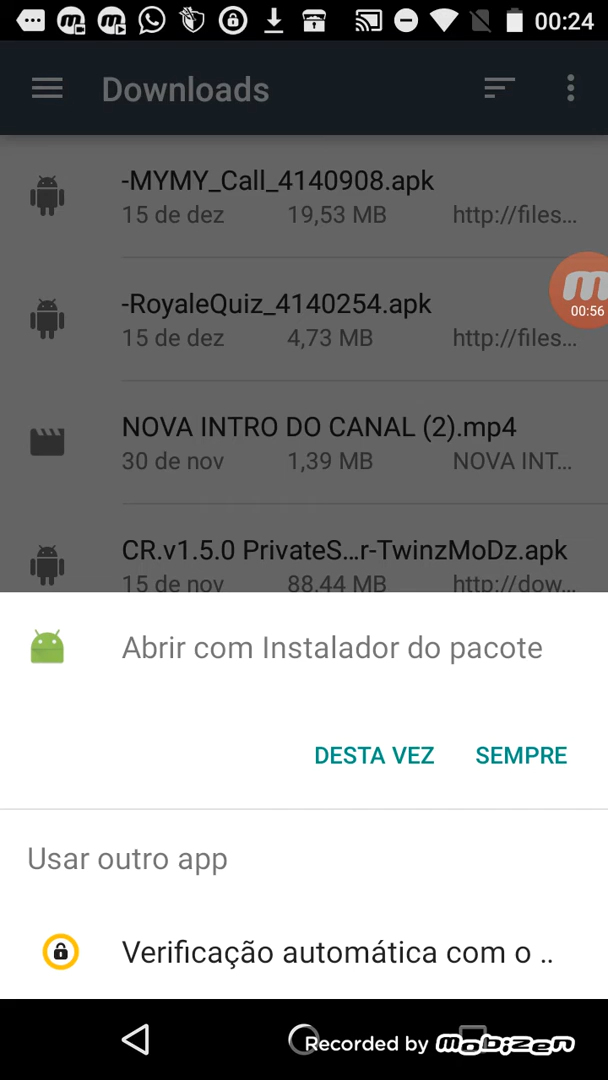 00:24
Downloads
-MYMY_Call_4140908.apk
15 de dez 19,53 MB http://files...
-RoyaleQuiz_4140254.apk
00:56
15 de dez 4,73 MB http://files...
NOVA INTRO DO CANAL (2).mp4
30 de nov 1,39 MB NOVA INT...
CR.v1.5.0 PrivateS...r-TwinzMoDz.apk
15 de nov 88,44 MB http://dow...
Abrir com Instalador do pacote
DESTA VEZ SEMPRE
Usar outro app
Verificação automática com o ..
Recorded by mobizen